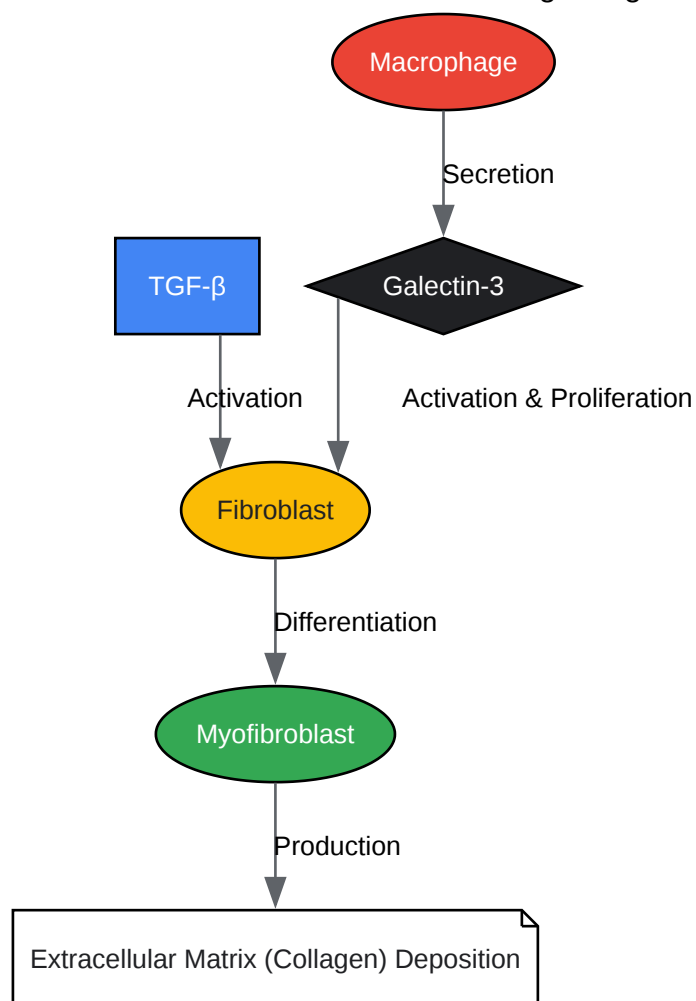 Macrophage
Secretion
TGF-β
Galectin-3
Activation
Activation & Proliferation
Fibroblast
Differentiation
Myofibroblast
Production
Extracellular Matrix (Collagen) Deposition